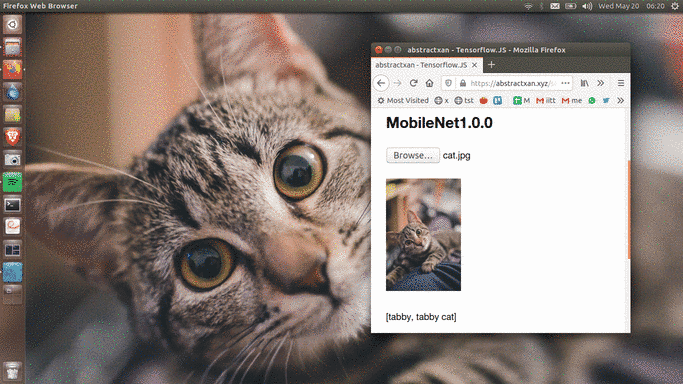 Firefox Web Browser
Wed May 20 06:20
abstractxan - Tensorflow.JS - Mozilla Firefox
abstractxan - Tensorflow.JS
https://abstractxan.xyz/
Most Visited x tst M iitt me
MobileNet1.0.0
Browse... cat.jpg
[tabby, tabby cat]